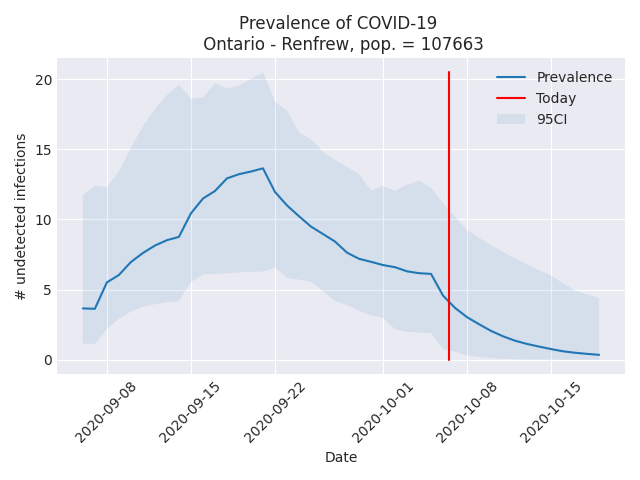 Prevalence of COVID-19
Ontario - Renfrew, pop. = 107663
Prevalence
Today
95CI
# undetected infections
20
15
10
5
0
2020-09-08
2020-09-15
2020-09-22
2020-10-01
2020-10-08
2020-10-15
Date